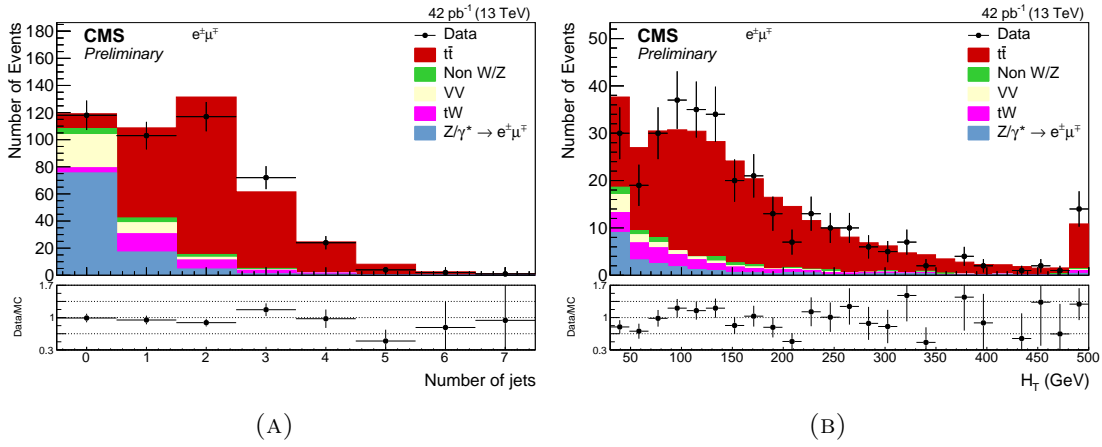 42 pb⁻¹ (13 TeV)
CMS
Preliminary
e±μ∓
Data
tt̄
Non W/Z
VV
tW
Z/γ* → e±μ∓
Number of Events
180
160
140
120
100
80
60
40
20
0
Data/MC
1.7
1
0.3
0 1 2 3 4 5 6 7
Number of jets
(A)
42 pb⁻¹ (13 TeV)
CMS
Preliminary
e±μ∓
Data
tt̄
Non W/Z
VV
tW
Z/γ* → e±μ∓
Number of Events
50
40
30
20
10
0
Data/MC
1.7
1
0.3
50 100 150 200 250 300 350 400 450 500
H_T (GeV)
(B)